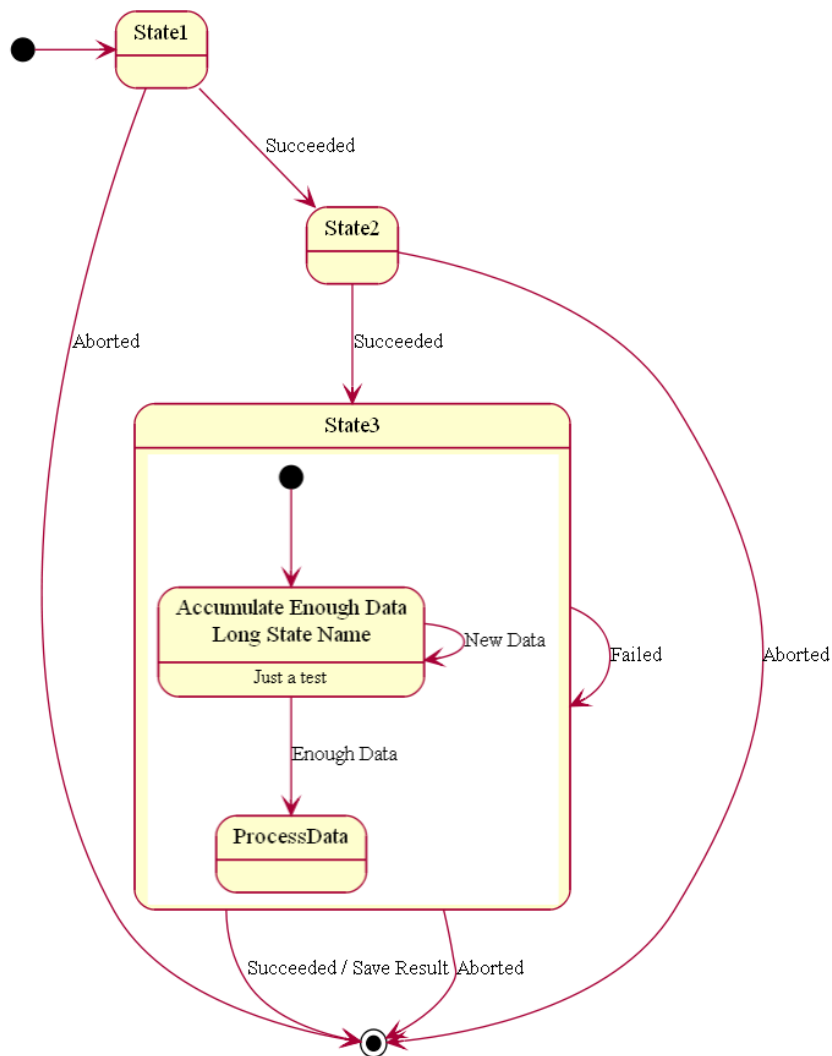 State1
Succeeded
State2
Aborted
Succeeded
State3
Accumulate Enough Data
Long State Name
New Data
Failed
Aborted
Just a test
Enough Data
ProcessData
Succeeded / Save Result
Aborted